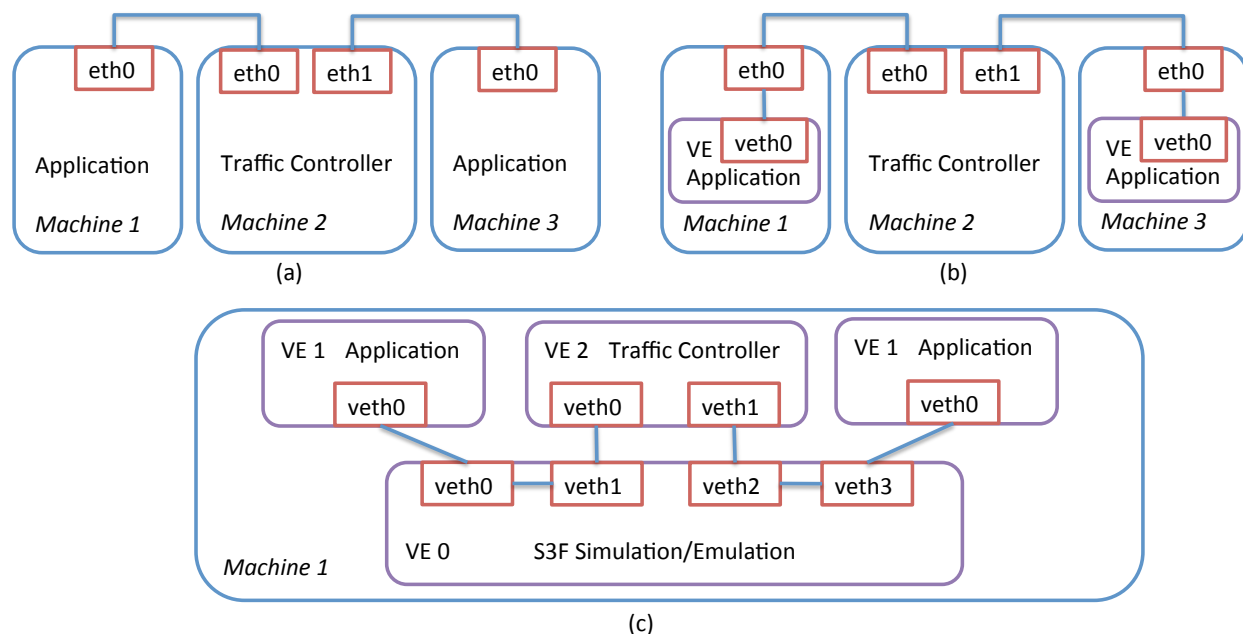 eth0 eth0 eth1 eth0
Application Traffic Controller Application
Machine 1 Machine 2 Machine 3
(a)
eth0 eth0 eth1 eth0
VE veth0 Traffic Controller VE veth0
Application Application
Machine 1 Machine 2 Machine 3
(b)
VE 1 Application VE 2 Traffic Controller VE 1 Application
veth0 veth0 veth1 veth0
veth0 veth1 veth2 veth3
VE 0 S3F Simulation/Emulation
Machine 1
(c)